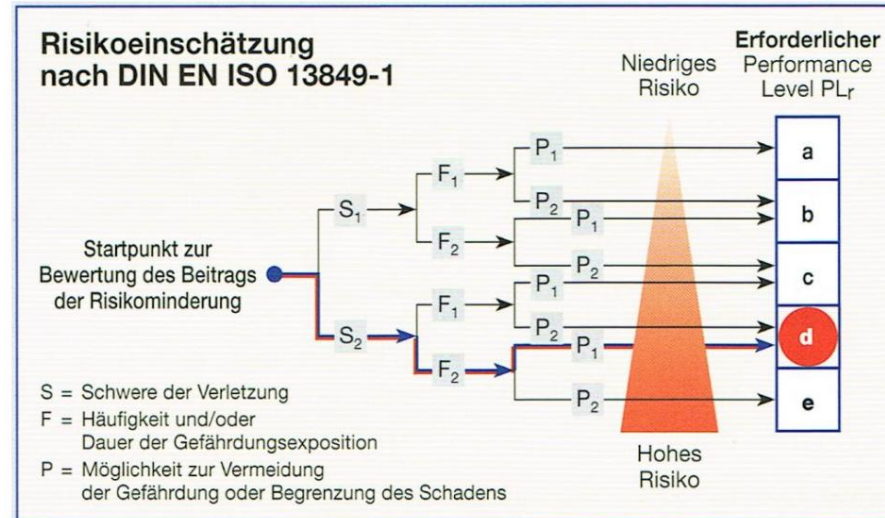 Risikoeinschätzung
nach DIN EN ISO 13849-1
Niedriges
Risiko
Erforderlicher
Performance
Level PLr
Startpunkt zur
Bewertung des Beitrags
der Risikominderung
S1
S2
F1
F2
F1
F2
P1
P2
P1
P2
P1
P2
P1
P2
a
b
c
d
e
Hohes
Risiko
S = Schwere der Verletzung
F = Häufigkeit und/oder
Dauer der Gefährdungsexposition
P = Möglichkeit zur Vermeidung
der Gefährdung oder Begrenzung des Schadens